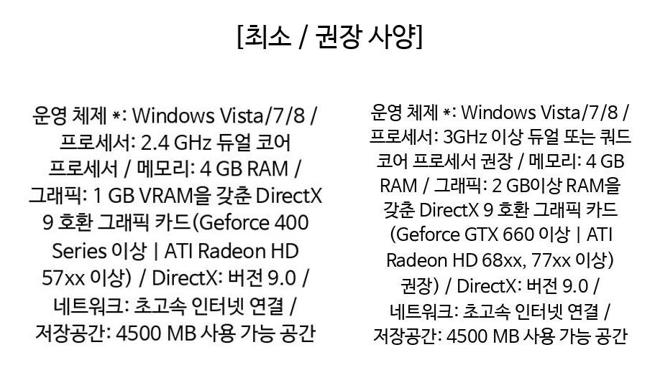 [최소 / 권장 사양]
운영 체제 *: Windows Vista/7/8 /
프로세서: 2.4 GHz 듀얼 코어
프로세서 / 메모리: 4 GB RAM /
그래픽: 1 GB VRAM을 갖춘 DirectX
9 호환 그래픽 카드(Geforce 400
Series 이상 | ATI Radeon HD
57xx 이상) / DirectX: 버전 9.0 /
네트워크: 초고속 인터넷 연결 /
저장공간: 4500 MB 사용 가능 공간
운영 체제 *: Windows Vista/7/8 /
프로세서: 3GHz 이상 듀얼 또는 쿼드
코어 프로세서 권장 / 메모리: 4 GB
RAM / 그래픽: 2 GB이상 RAM을
갖춘 DirectX 9 호환 그래픽 카드
(Geforce GTX 660 이상 | ATI
Radeon HD 68xx, 77xx 이상)
권장) / DirectX: 버전 9.0 /
네트워크: 초고속 인터넷 연결 /
저장공간: 4500 MB 사용 가능 공간